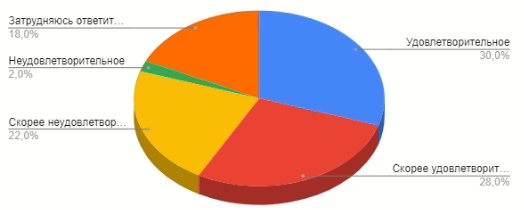 Затрудняюсь ответит…
18,0%
Удовлетворительное
30,0%
Неудовлетворительное
2,0%
Скорее неудовлетвор…
22,0%
Скорее удовлетворит…
28,0%